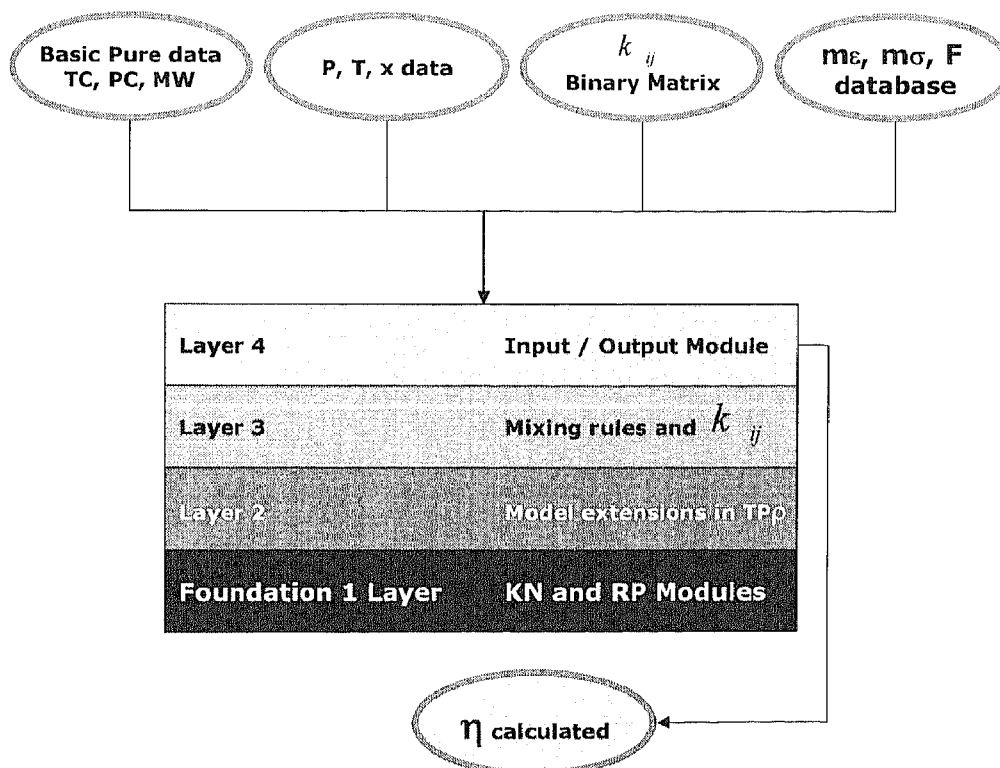 Basic Pure data
TC, PC, MW
P, T, x data
k ij
Binary Matrix
mε, mσ, F
database
Layer 4 Input / Output Module
Layer 3 Mixing rules and k ij
Layer 2 Model extensions in TPρ
Foundation 1 Layer KN and RP Modules
η calculated